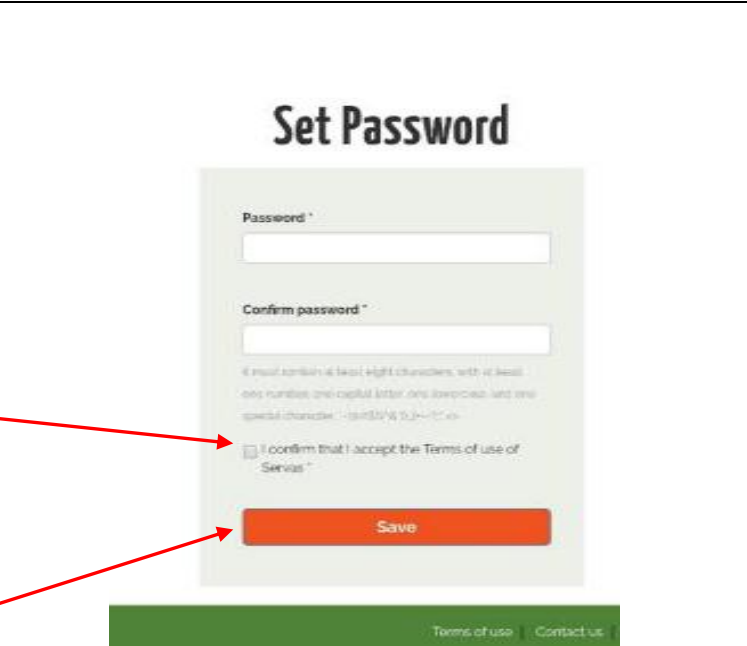 Set Password
Password *
Confirm password *
It must contain at least eight characters, with at least
one number, one capital letter, one lowercase, and one
special character:
I confirm that I accept the Terms of use of
Servas *
Save
Terms of use | Contact us |